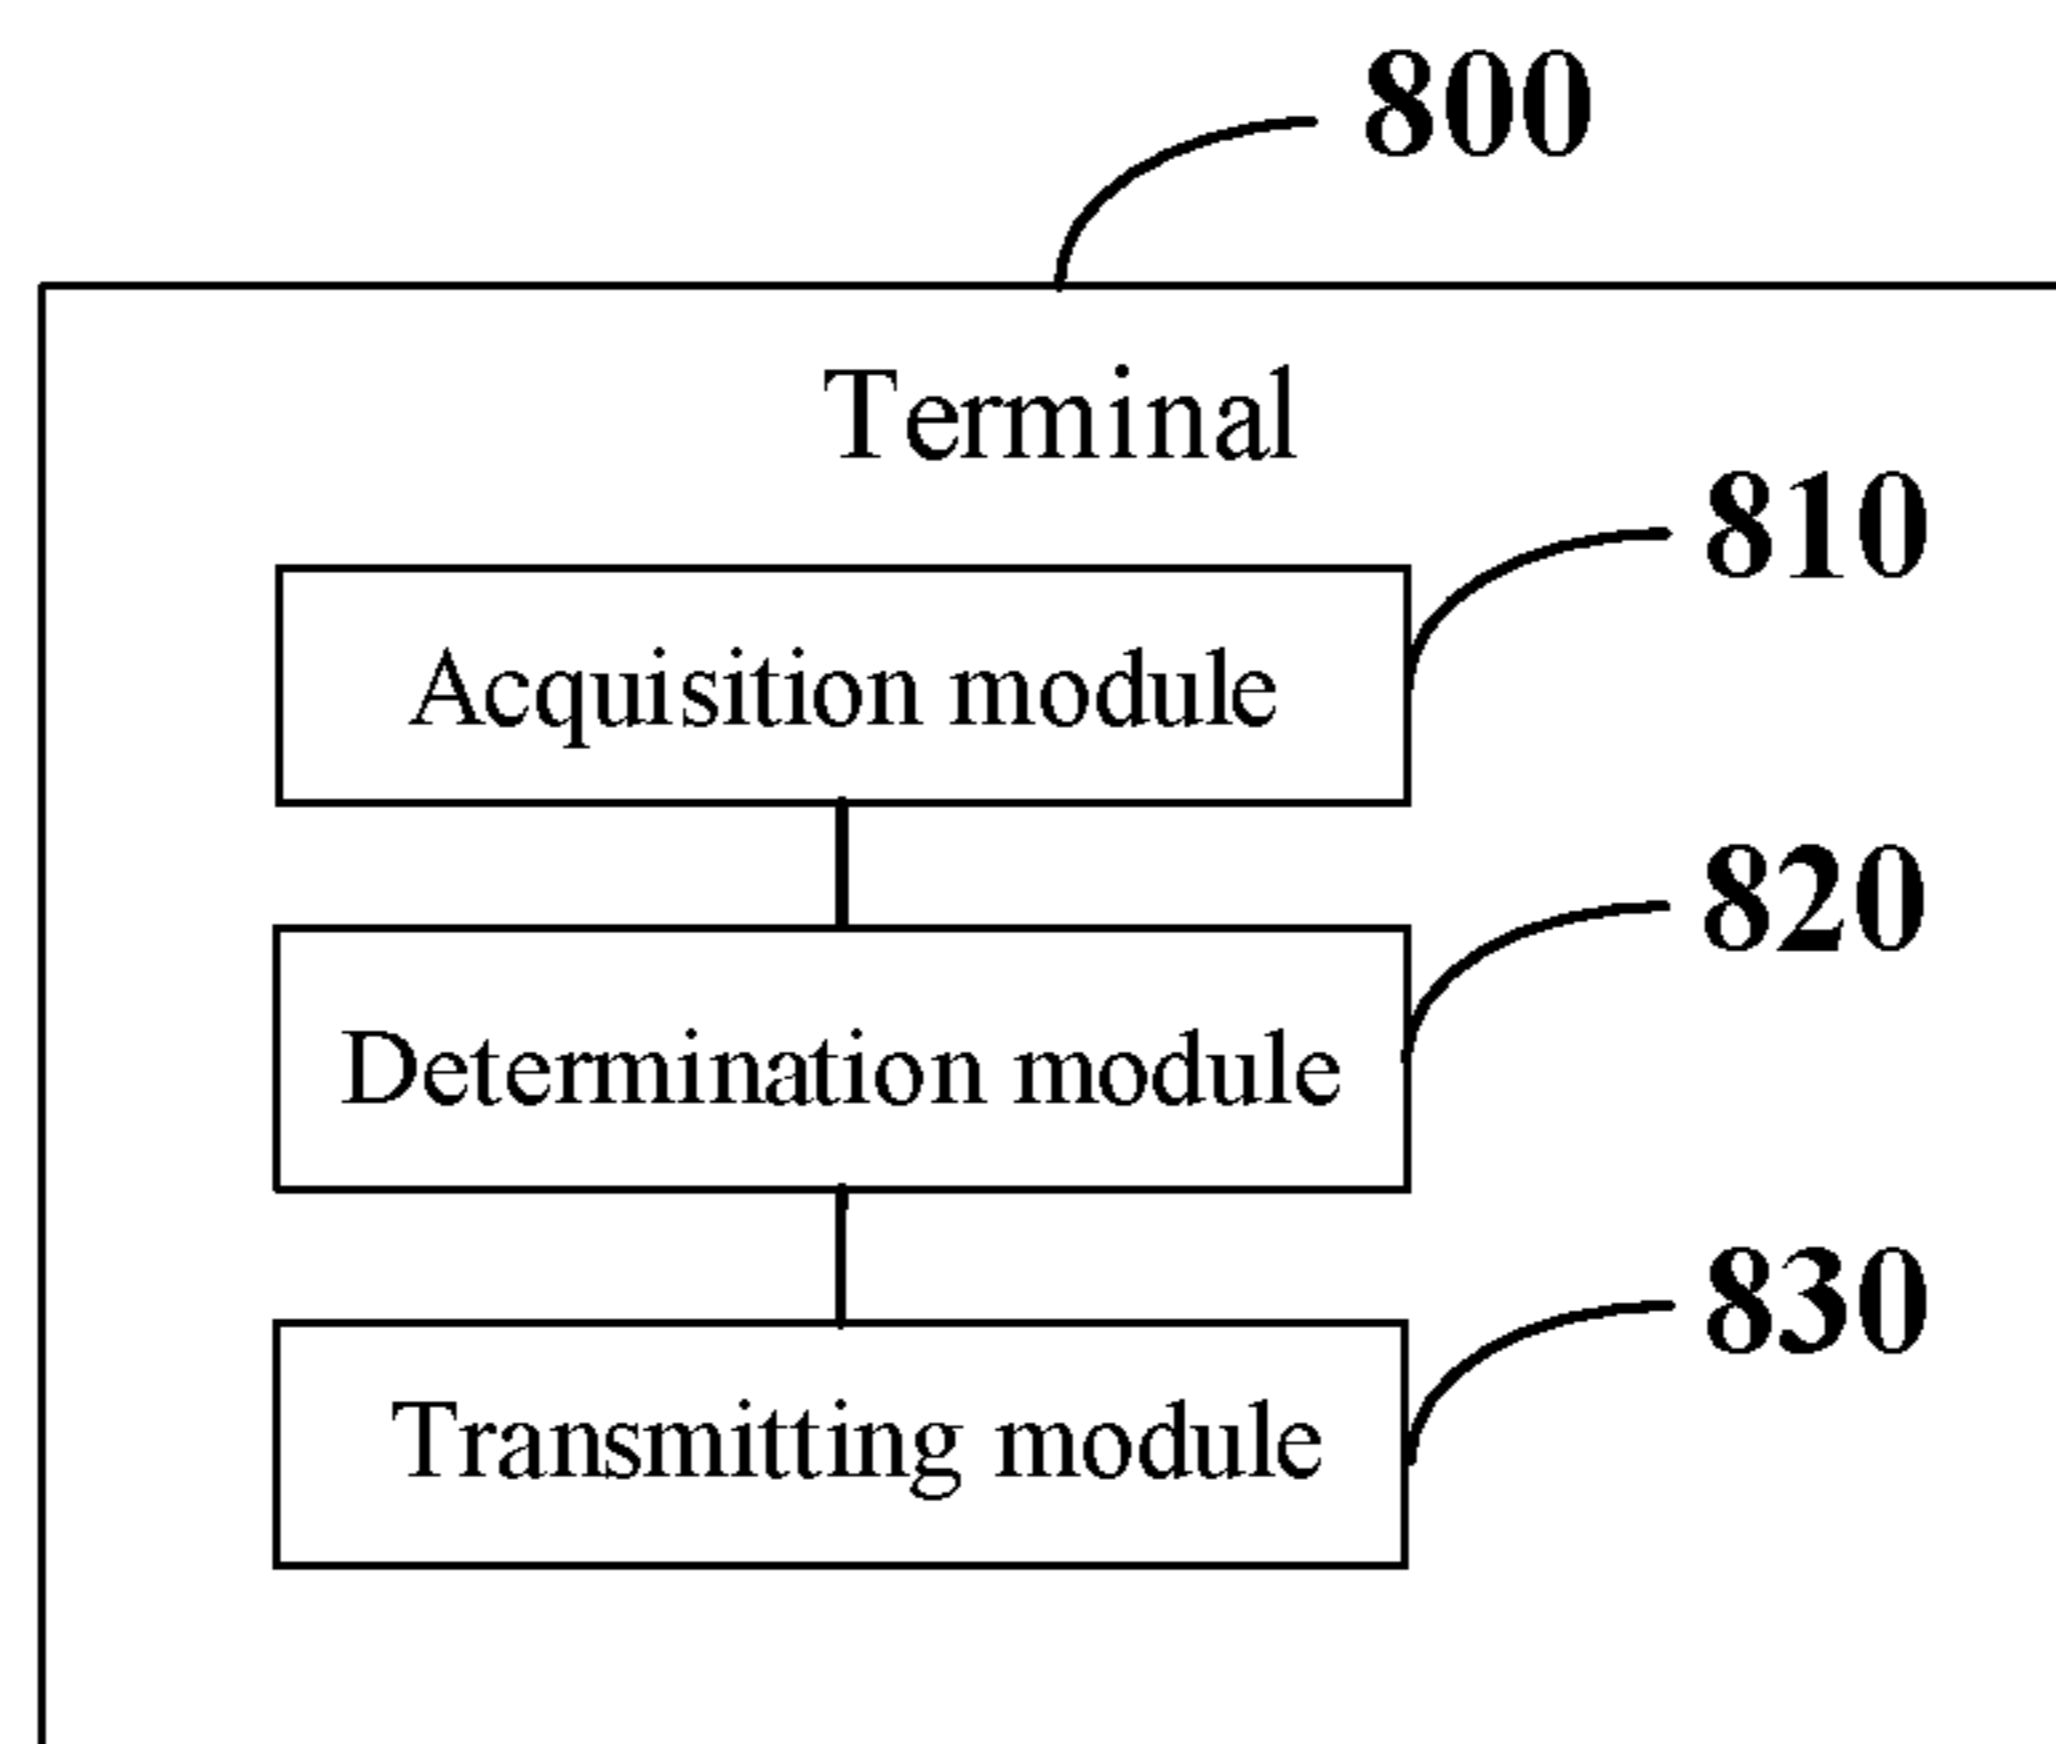 800
Terminal
810
Acquisition module
820
Determination module
830
Transmitting module